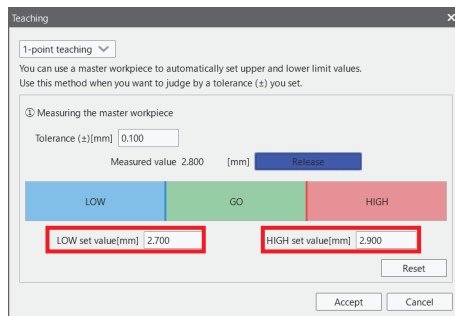 Teaching
1-point teaching
You can use a master workpiece to automatically set upper and lower limit values.
Use this method when you want to judge by a tolerance (±) you set.
① Measuring the master workpiece
Tolerance (±)[mm] 0.100
Measured value 2.800 [mm] Release
LOW GO HIGH
LOW set value[mm] 2.700 HIGH set value[mm] 2.900
Reset
Accept Cancel